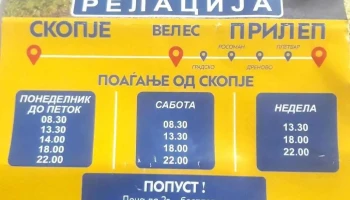 РЕЛАЦИЈА
СКОПЈЕ ВЕЛЕС ПРИЛЕП
ГРАДСКО РОСОМАН ДРЕНОВО ПЛЕТВАР
ПОАЃАЊЕ ОД СКОПЈЕ
ПОНЕДЕЛНИК
ДО ПЕТОК
08.30
13.30
14.00
18.00
22.00
САБОТА
08.30
13.30
18.00
22.00
НЕДЕЛА
13.30
18.00
22.00
ПОПУСТ !